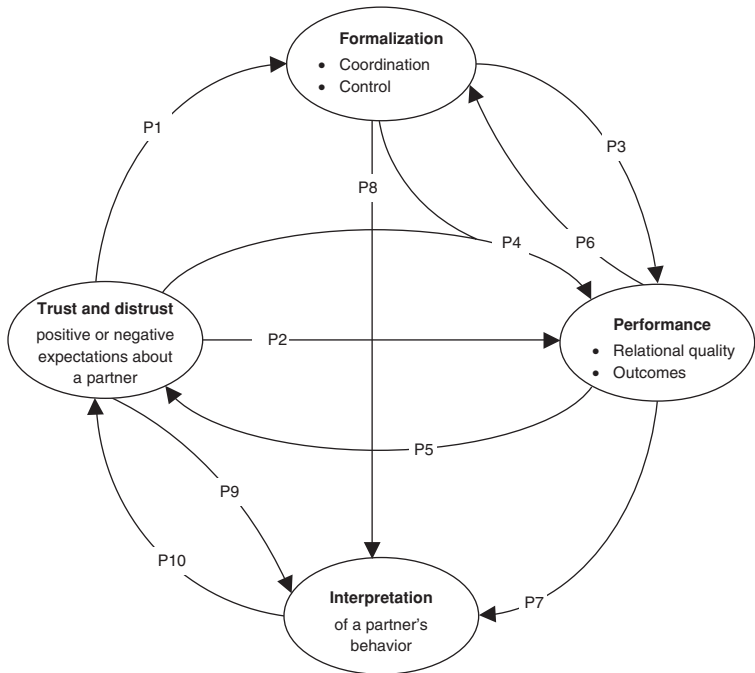 Formalization
• Coordination
• Control
P1
P3
P8
P4
P6
Trust and distrust
positive or negative
expectations about
a partner
P2
Performance
• Relational quality
• Outcomes
P5
P9
P10
Interpretation
of a partner's
behavior
P7